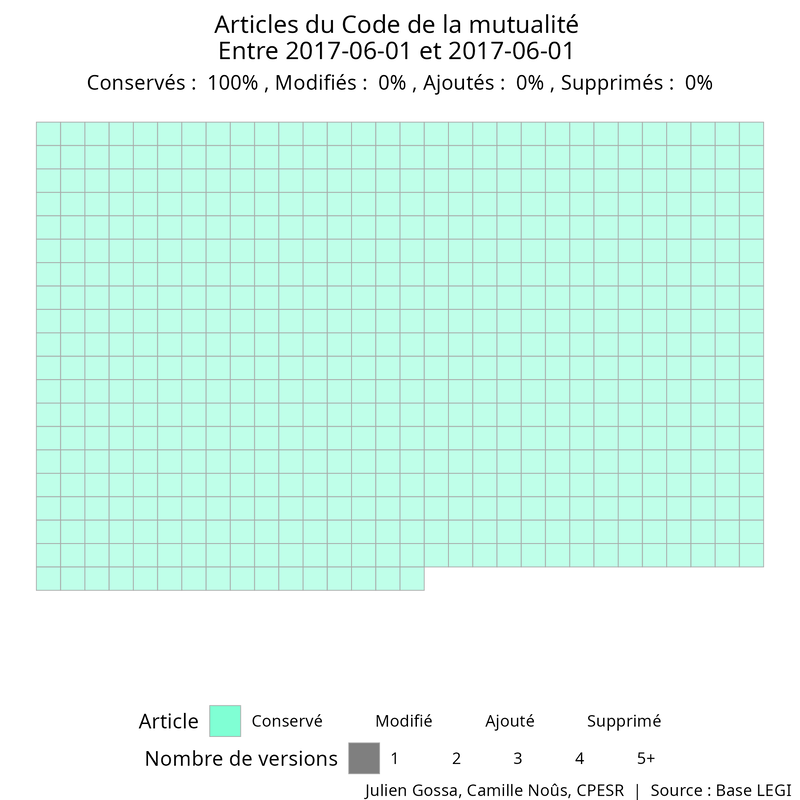 Articles du Code de la mutualité
Entre 2017-06-01 et 2017-06-01
Conservés :  100% , Modifiés :  0% , Ajoutés :  0% , Supprimés :  0%
Article Conservé Modifié Ajouté Supprimé
Nombre de versions 1 2 3 4 5+
Julien Gossa, Camille Noûs, CPESR  |  Source : Base LEGI